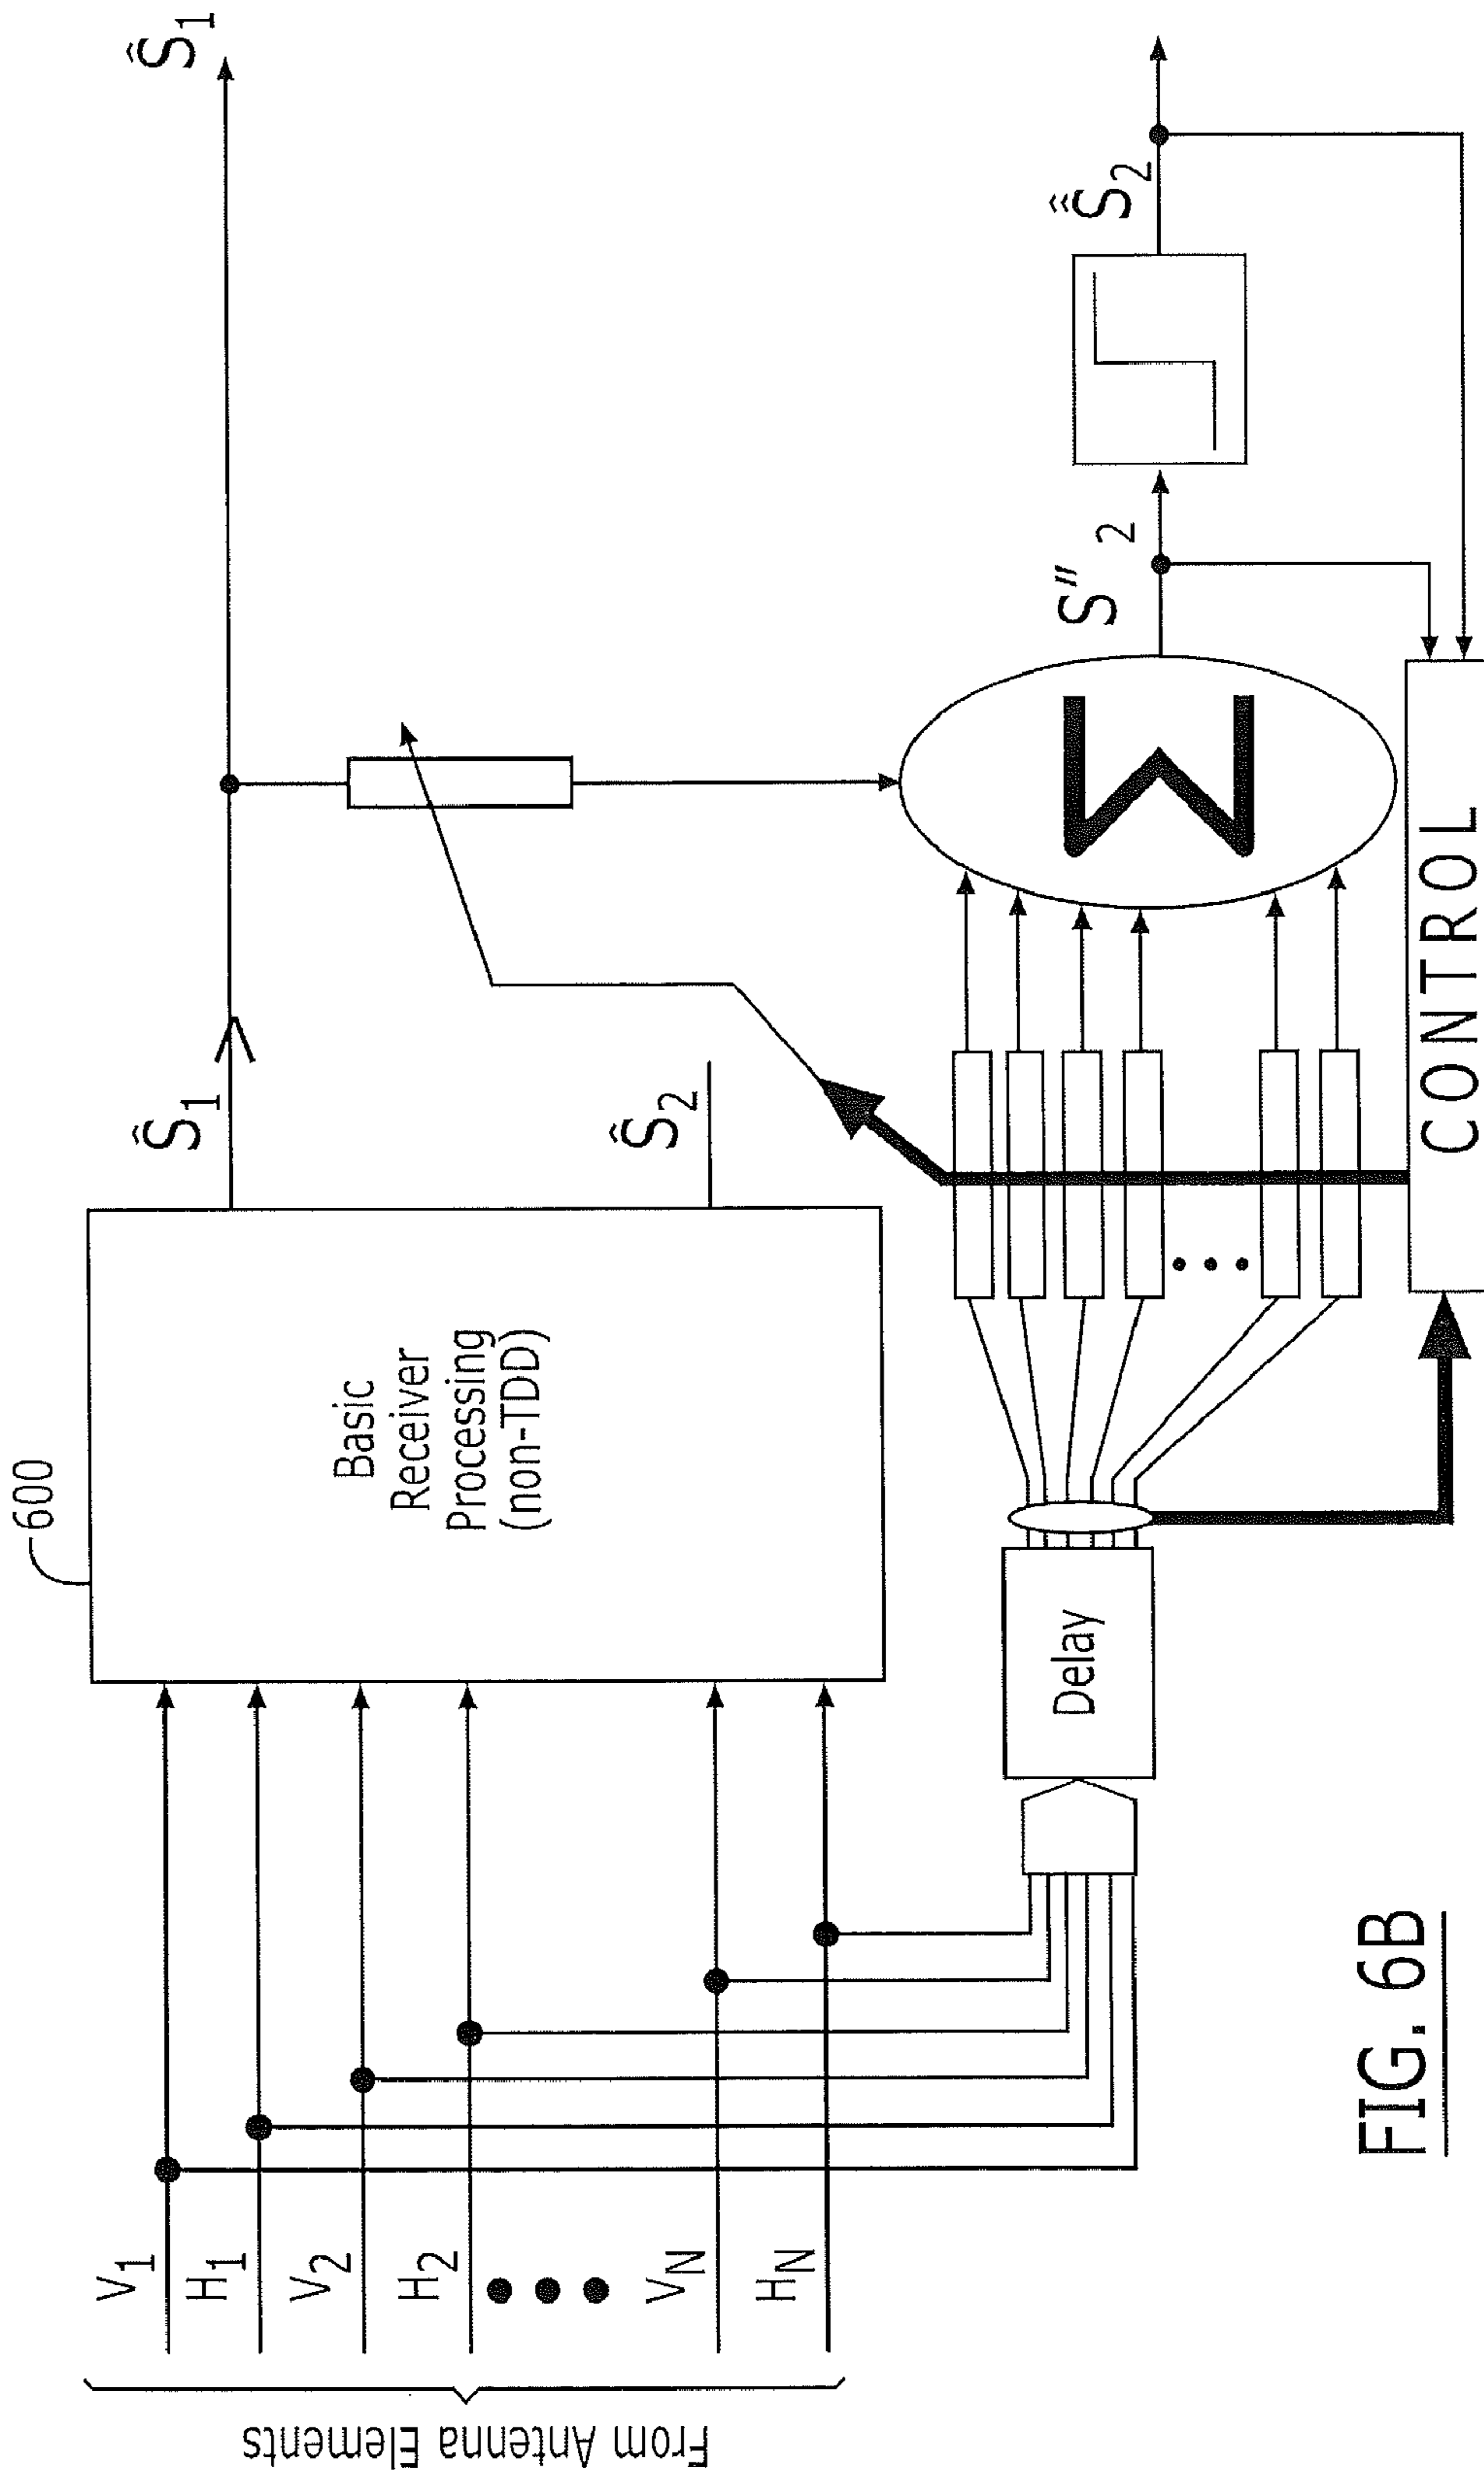 From Antenna Elements
V1
H1
V2
H2
•••
VN
HN
600
Basic
Receiver
Processing
(non-TDD)
Ŝ1
Ŝ2
Ŝ1
Delay
•••
Σ
S″2
Ŝ̂2
CONTROL
FIG. 6B